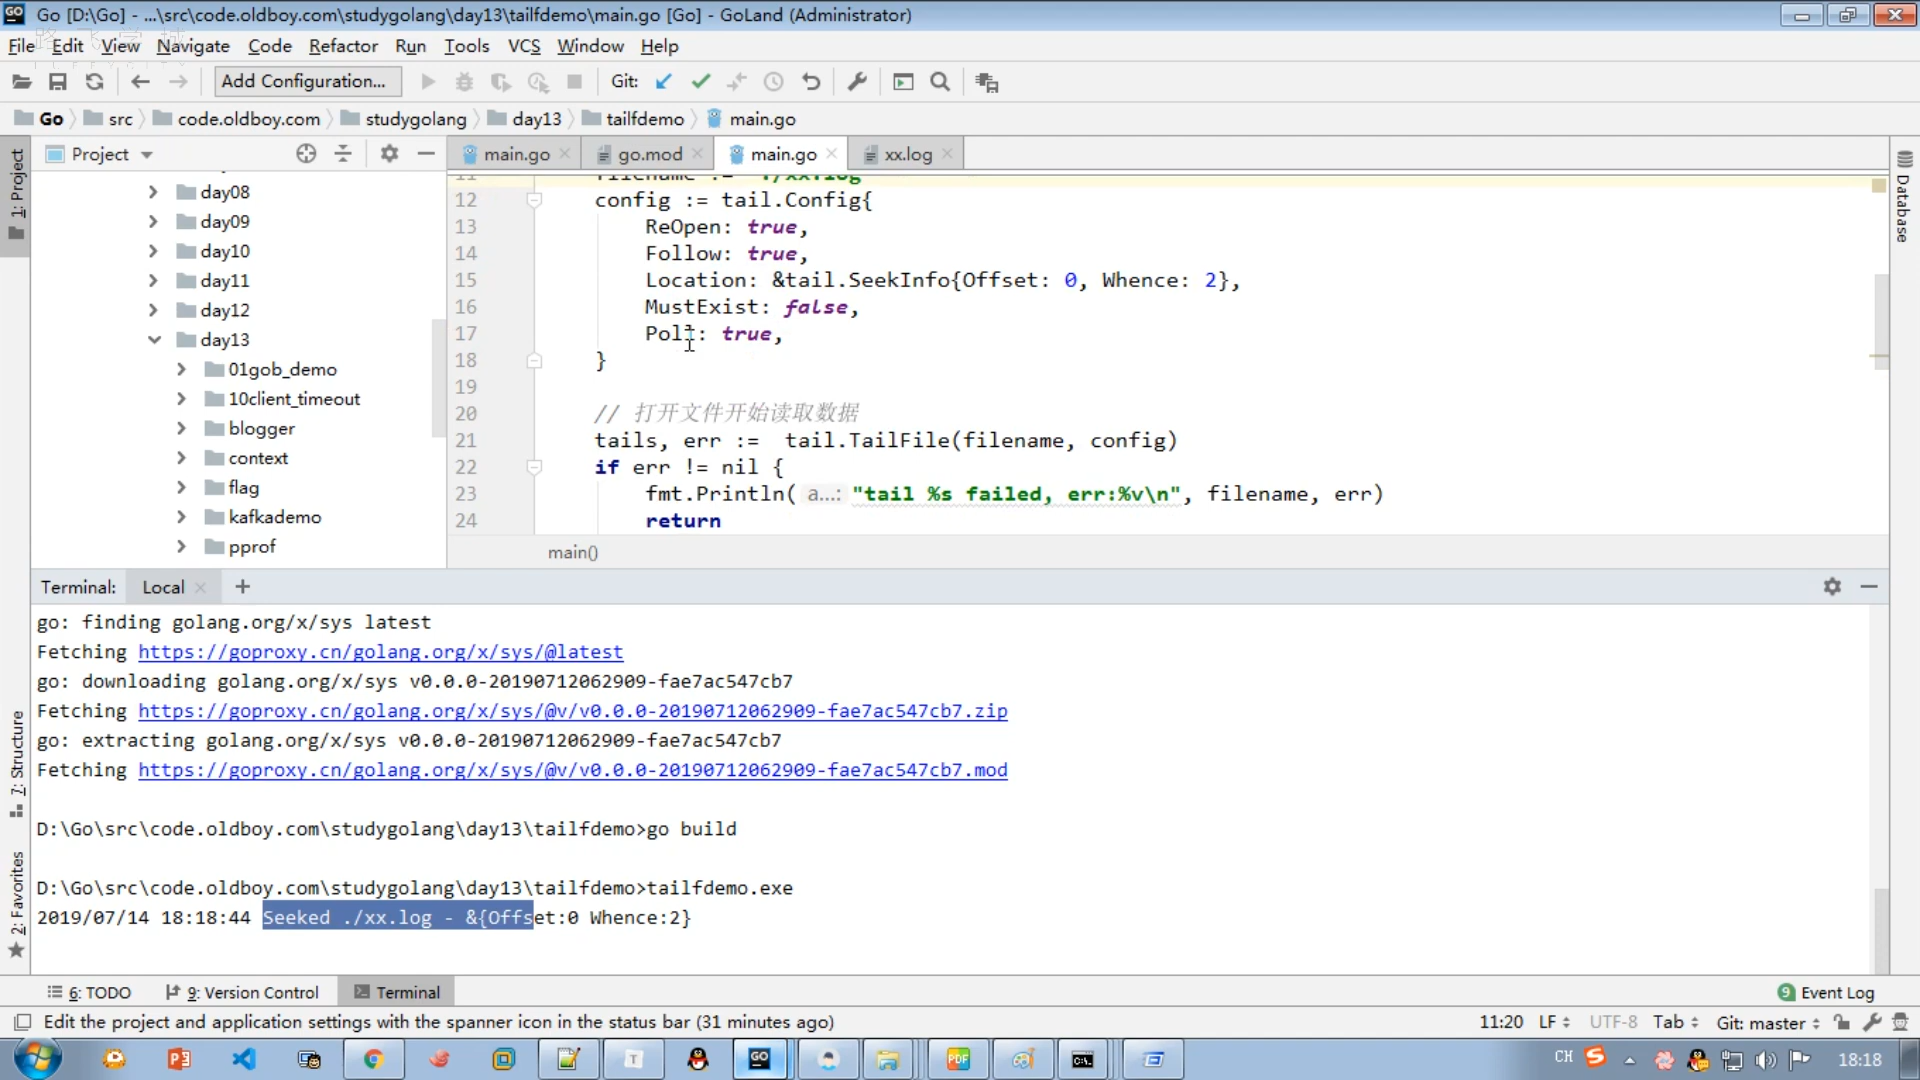 Go [D:\Go] - ...\src\code.oldboy.com\studygolang\day13\tailfdemo\main.go [Go] - GoLand (Administrator)
File Edit View Navigate Code Refactor Run Tools VCS Window Help
Add Configuration... Git:
Go src code.oldboy.com studygolang day13 tailfdemo main.go
1: Project
Project
main.go go.mod main.go xx.log
Database
day08
day09
day10
day11
day12
day13
01gob_demo
10client_timeout
blogger
context
flag
kafkademo
pprof
11 filename := "./xx.log"
12 config := tail.Config{
13 ReOpen: true,
14 Follow: true,
15 Location: &tail.SeekInfo{Offset: 0, Whence: 2},
16 MustExist: false,
17 Poll: true,
18 }
19
20 // 打开文件开始读取数据
21 tails, err :=  tail.TailFile(filename, config)
22 if err != nil {
23 fmt.Println( a...: "tail %s failed, err:%v\n", filename, err)
24 return
main()
Terminal: Local +
go: finding golang.org/x/sys latest
Fetching https://goproxy.cn/golang.org/x/sys/@latest
go: downloading golang.org/x/sys v0.0.0-20190712062909-fae7ac547cb7
Fetching https://goproxy.cn/golang.org/x/sys/@v/v0.0.0-20190712062909-fae7ac547cb7.zip
go: extracting golang.org/x/sys v0.0.0-20190712062909-fae7ac547cb7
Fetching https://goproxy.cn/golang.org/x/sys/@v/v0.0.0-20190712062909-fae7ac547cb7.mod
D:\Go\src\code.oldboy.com\studygolang\day13\tailfdemo>go build
D:\Go\src\code.oldboy.com\studygolang\day13\tailfdemo>tailfdemo.exe
2019/07/14 18:18:44 Seeked ./xx.log - &{Offset:0 Whence:2}
7: Structure
2: Favorites
6: TODO 9: Version Control Terminal 9 Event Log
Edit the project and application settings with the spanner icon in the status bar (31 minutes ago) 11:20 LF UTF-8 Tab Git: master
CH 18:18